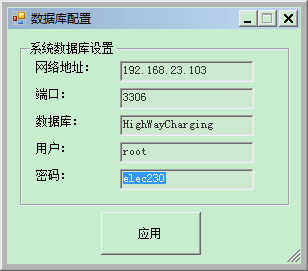 数据库配置
系统数据库设置
网络地址： 192.168.23.103
端口： 3306
数据库： HighWayCharging
用户： root
密码： elec230
应用